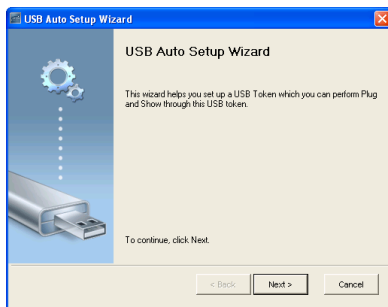 USB Auto Setup Wizard
USB Auto Setup Wizard
This wizard helps you set up a USB Token which you can perform Plug
and Show through this USB token.
To continue, click Next.
< Back
Next >
Cancel